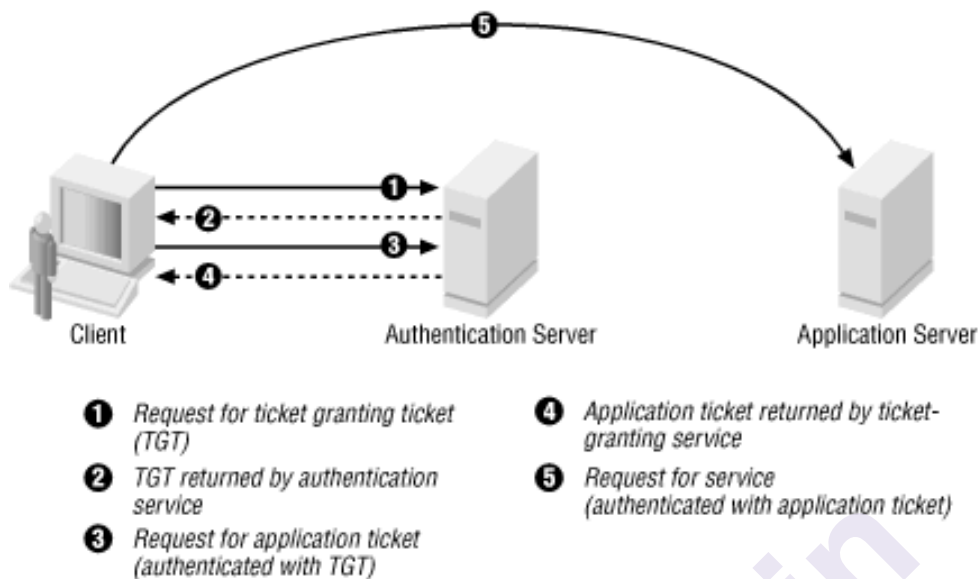 5
1
2
3
4
Client
Authentication Server
Application Server
1 Request for ticket granting ticket
(TGT)
2 TGT returned by authentication
service
3 Request for application ticket
(authenticated with TGT)
4 Application ticket returned by ticket-
granting service
5 Request for service
(authenticated with application ticket)
in